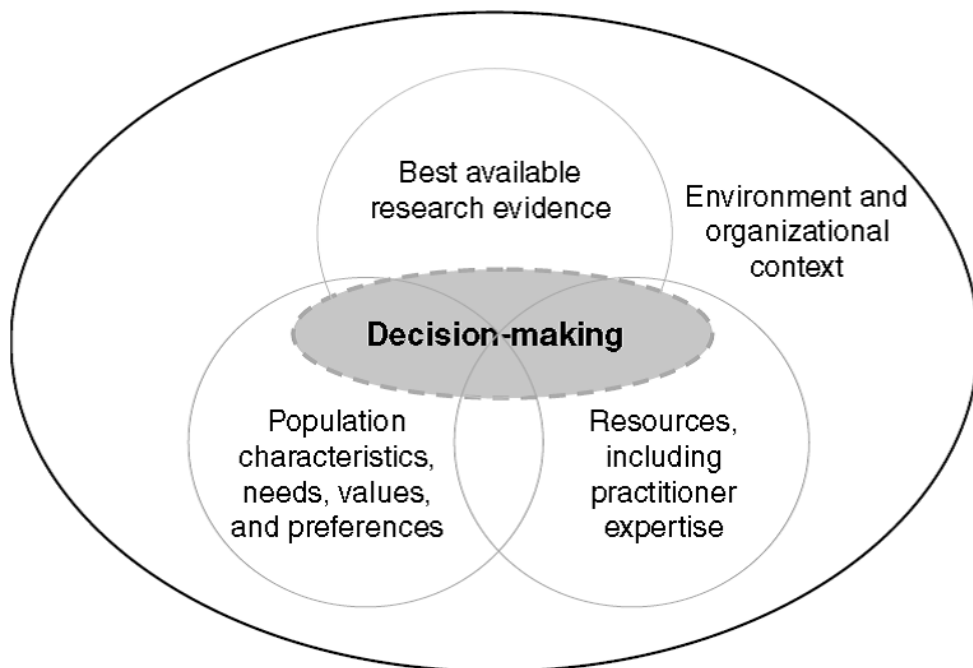 Best available
research evidence
Environment and
organizational
context
Decision-making
Population
characteristics,
needs, values,
and preferences
Resources,
including
practitioner
expertise